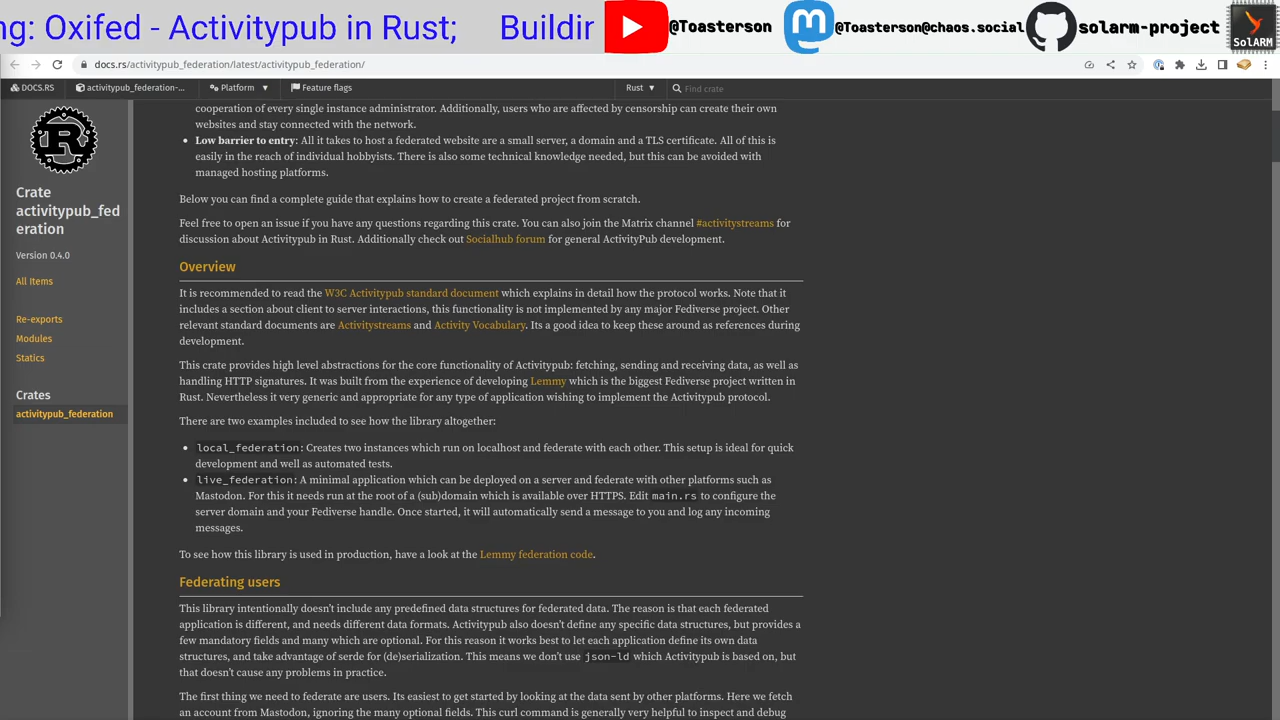 ng: Oxifed - Activitypub in Rust; Buildir @Toasterson @Toasterson@chaos.social solarm-project
SolARM
docs.rs/activitypub_federation/latest/activitypub_federation/
DOCS.RS activitypub_federation-... Platform Feature flags Rust Find crate
Crate
activitypub_fed
eration
Version 0.4.0
All Items
Re-exports
Modules
Statics
Crates
activitypub_federation
cooperation of every single instance administrator. Additionally, users who are affected by censorship can create their own
websites and stay connected with the network.
Low barrier to entry: All it takes to host a federated website are a small server, a domain and a TLS certificate. All of this is
easily in the reach of individual hobbyists. There is also some technical knowledge needed, but this can be avoided with
managed hosting platforms.
Below you can find a complete guide that explains how to create a federated project from scratch.
Feel free to open an issue if you have any questions regarding this crate. You can also join the Matrix channel #activitystreams for
discussion about Activitypub in Rust. Additionally check out Socialhub forum for general ActivityPub development.
Overview
It is recommended to read the W3C Activitypub standard document which explains in detail how the protocol works. Note that it
includes a section about client to server interactions, this functionality is not implemented by any major Fediverse project. Other
relevant standard documents are Activitystreams and Activity Vocabulary. Its a good idea to keep these around as references during
development.
This crate provides high level abstractions for the core functionality of Activitypub: fetching, sending and receiving data, as well as
handling HTTP signatures. It was built from the experience of developing Lemmy which is the biggest Fediverse project written in
Rust. Nevertheless it very generic and appropriate for any type of application wishing to implement the Activitypub protocol.
There are two examples included to see how the library altogether:
local_federation: Creates two instances which run on localhost and federate with each other. This setup is ideal for quick
development and well as automated tests.
live_federation: A minimal application which can be deployed on a server and federate with other platforms such as
Mastodon. For this it needs run at the root of a (sub)domain which is available over HTTPS. Edit main.rs to configure the
server domain and your Fediverse handle. Once started, it will automatically send a message to you and log any incoming
messages.
To see how this library is used in production, have a look at the Lemmy federation code.
Federating users
This library intentionally doesn't include any predefined data structures for federated data. The reason is that each federated
application is different, and needs different data formats. Activitypub also doesn't define any specific data structures, but provides a
few mandatory fields and many which are optional. For this reason it works best to let each application define its own data
structures, and take advantage of serde for (de)serialization. This means we don't use json-ld which Activitypub is based on, but
that doesn't cause any problems in practice.
The first thing we need to federate are users. Its easiest to get started by looking at the data sent by other platforms. Here we fetch
an account from Mastodon, ignoring the many optional fields. This curl command is generally very helpful to inspect and debug